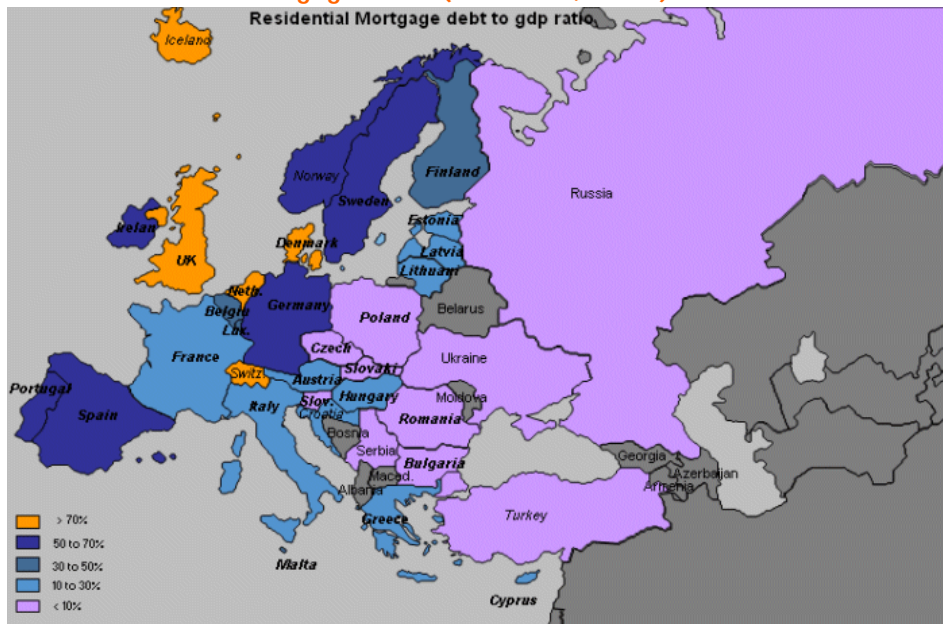 Residential Mortgage debt to gdp ratio
Iceland
Norway
Sweden
Finland
Russia
Estonia
Latvia
Lithuani
Irelan
UK
Denmark
Neth.
Belgiu
Lux.
Germany
Poland
Belarus
Czech
Slovaki
Ukraine
France
Switz
Austria
Hungary
Moldova
Portugal
Spain
Italy
Slov.
Croatia
Romania
Bosnia
Serbia
Bulgaria
Maced.
Albania
Georgia
Azerbaijan
Armenia
Greece
Turkey
Malta
Cyprus
> 70%
50 to 70%
30 to 50%
10 to 30%
< 10%